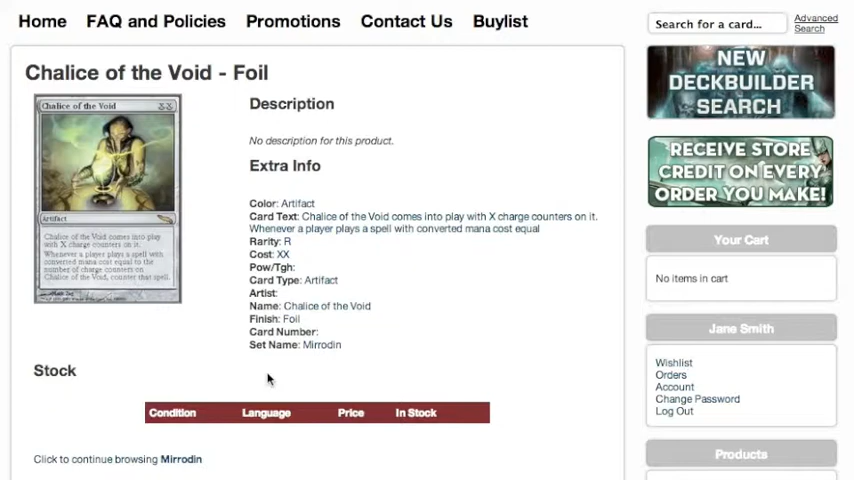 Home FAQ and Policies Promotions Contact Us Buylist
Search for a card...
Advanced
Search
Chalice of the Void - Foil
Chalice of the Void XX
Artifact
Chalice of the Void comes into play
with X charge counters on it.
Whenever a player plays a spell with
converted mana cost equal to the
number of charge counters on
Chalice of the Void, counter that spell.
Description
No description for this product.
Extra Info
Color: Artifact
Card Text: Chalice of the Void comes into play with X charge counters on it.
Whenever a player plays a spell with converted mana cost equal
Rarity: R
Cost: XX
Pow/Tgh:
Card Type: Artifact
Artist:
Name: Chalice of the Void
Finish: Foil
Card Number:
Set Name: Mirrodin
Stock
Condition Language Price In Stock
Click to continue browsing Mirrodin
NEW
DECKBUILDER
SEARCH
RECEIVE STORE
CREDIT ON EVERY
ORDER YOU MAKE!
Your Cart
No items in cart
Jane Smith
Wishlist
Orders
Account
Change Password
Log Out
Products